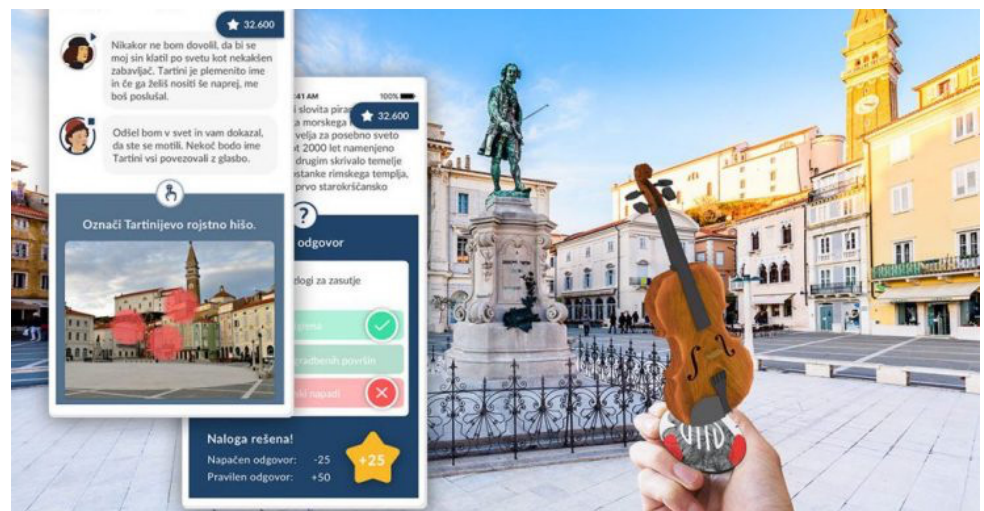 32.600
Nikakor ne bom dovolil, da bi se
moj sin klatil po svetu kot nekakšen
zabavljač. Tartini je plemenito ime
in če ga želiš nositi še naprej, me
boš poslušal.
Odšel bom v svet in vam dokazal,
da ste se motili. Nekoč bodo ime
Tartini vsi povezovali z glasbo.
Označi Tartinijevo rojstno hišo.
:41 AM 100%
32.600
slovita
morskega
velja za posebno sveto
2000 let namenjeno
drugim skrivalo temelje
ostanke rimskega templja,
prvo starokrščansko
?
odgovor
za zasutje
gradbenih površin
napadi
Naloga rešena!
Napačen odgovor: -25
Pravilen odgovor: +50
+25